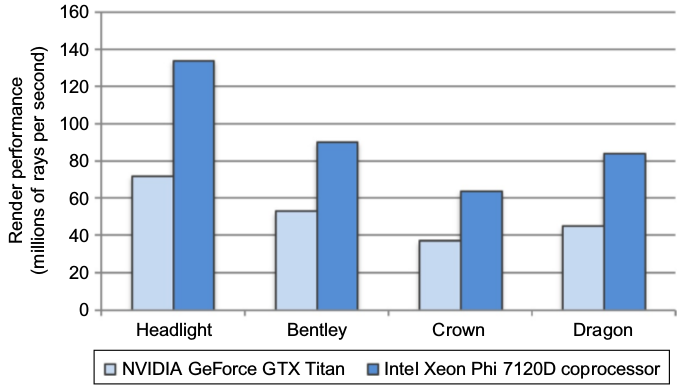 160
140
120
100
80
60
40
20
0
Render performance
(millions of rays per second)
Headlight Bentley Crown Dragon
NVIDIA GeForce GTX Titan Intel Xeon Phi 7120D coprocessor